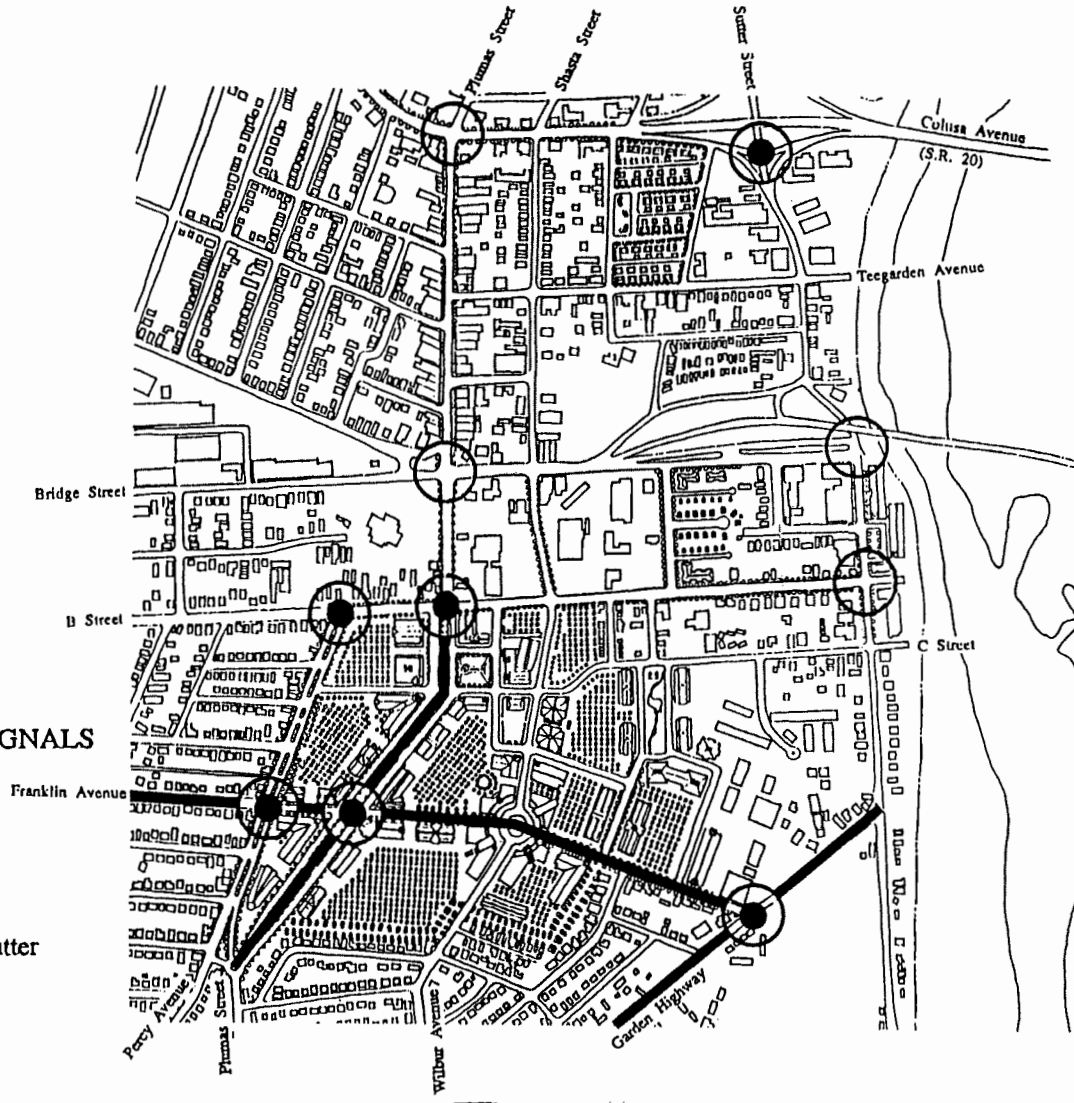 Plumas Street
Shasta Street
Sutter Street
Colusa Avenue
(S.R. 20)
Teegarden Avenue
Bridge Street
B Street
C Street
GNALS
Franklin Avenue
utter
Percy Avenue
Plumas Street
Wilbur Avenue
Garden Highway